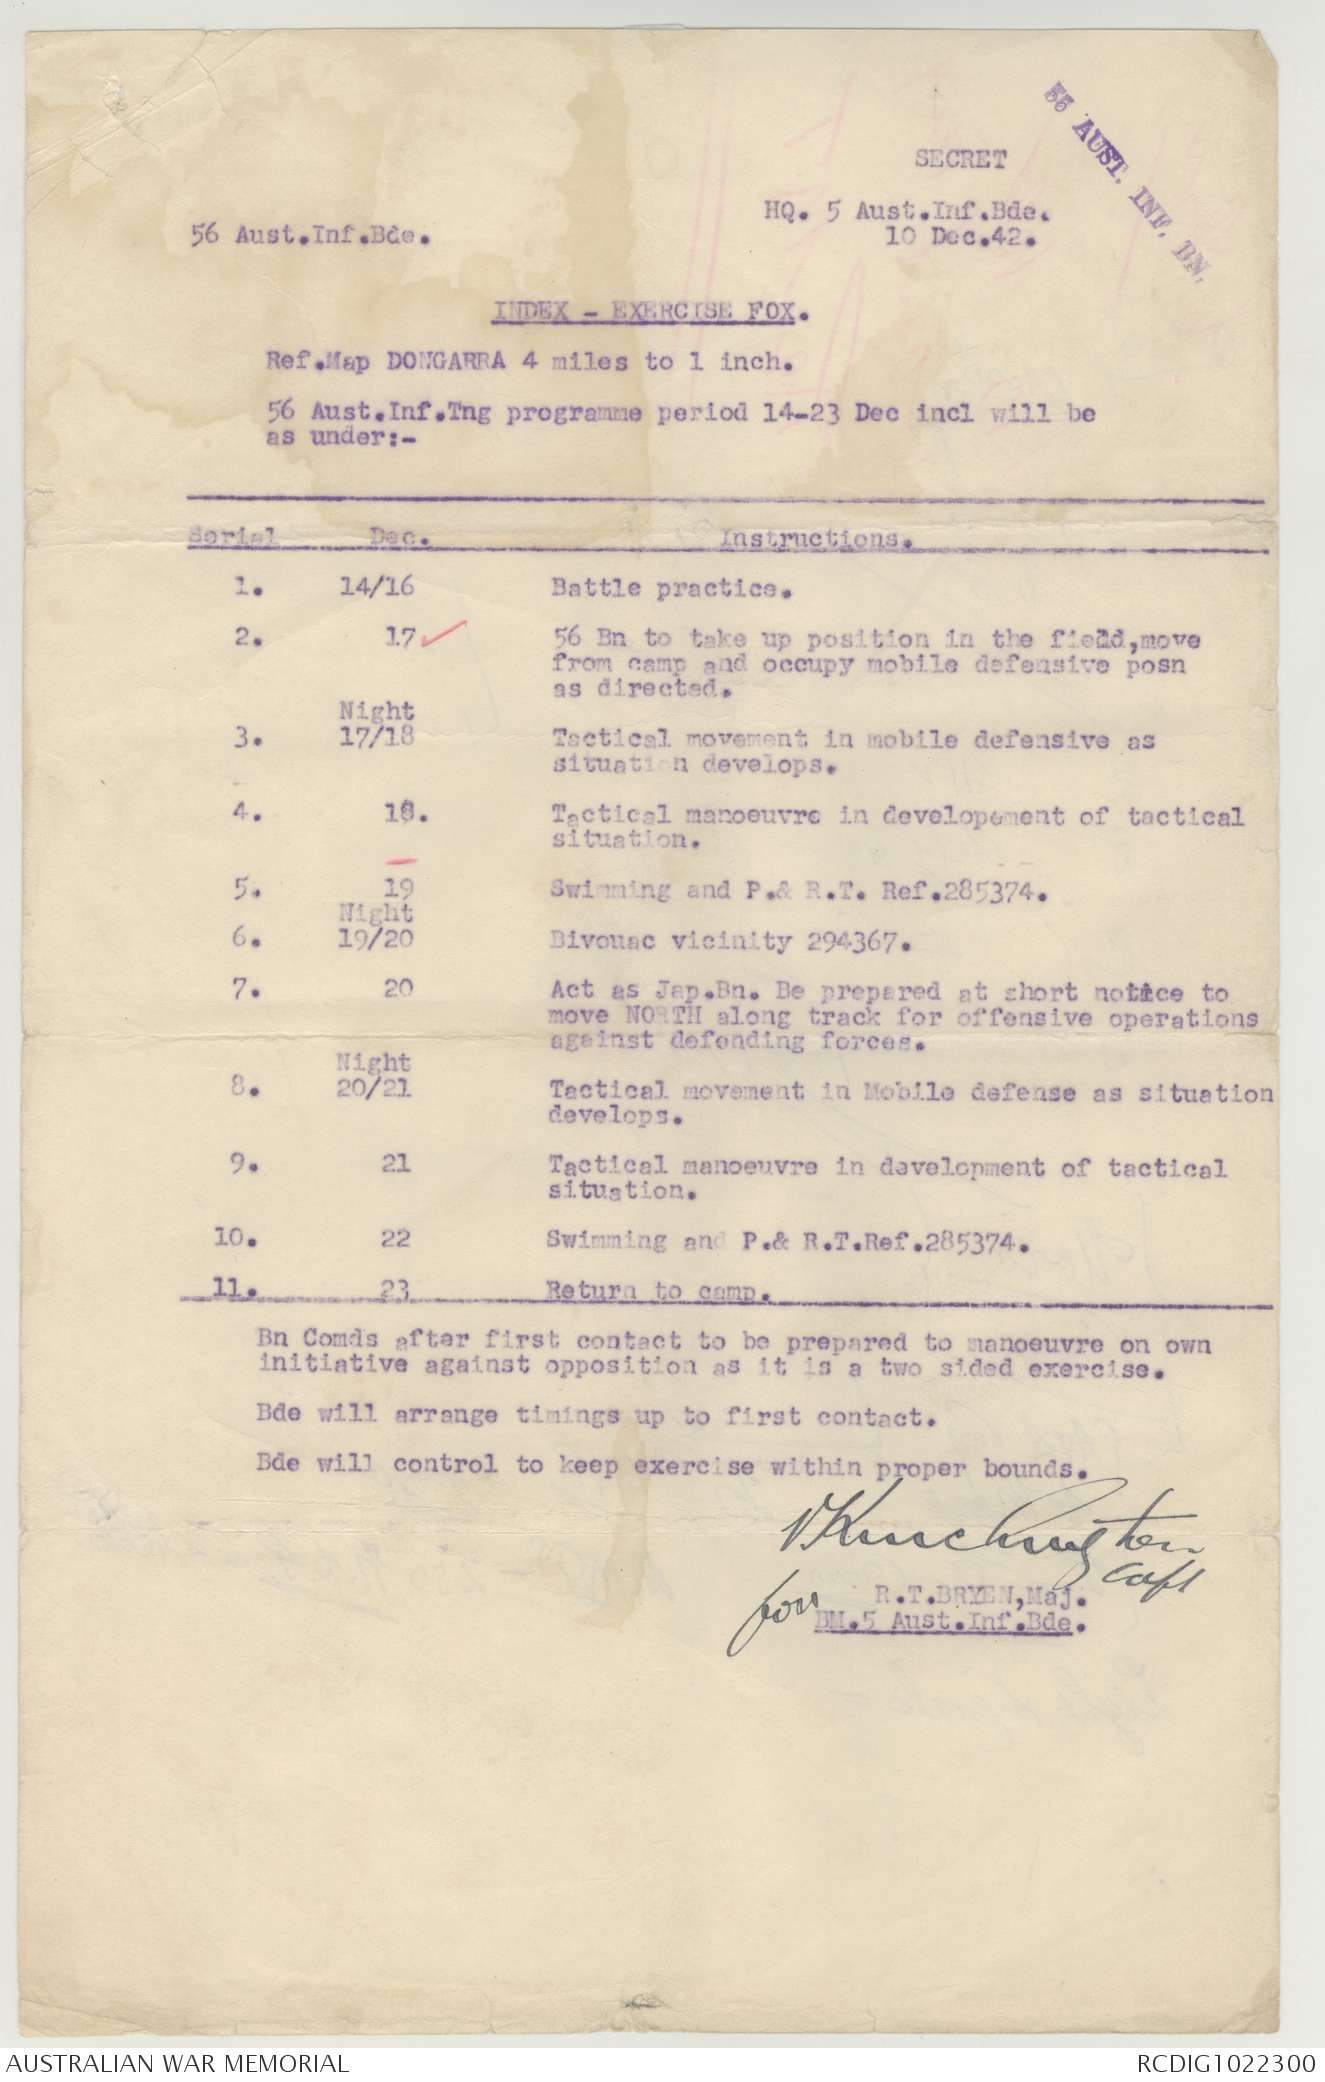 SECRET
56 AUST. INF. BN.
HQ. 5 Aust.Inf.Bde.
56 Aust.Inf.Bde.
10 Dec.42.
INDEX - EXERCISE FOX.
Ref.Map DONGARRA 4 miles to 1 inch.
56 Aust.Inf.Tng programme period 14-23 Dec incl will be
as under:-
Serial Dec. Instructions.
1. 14/16 Battle practice.
2. 17 56 Bn to take up position in the field,move
from camp and occupy mobile defensive posn
as directed.
Night
3. 17/18 Tactical movement in mobile defensive as
situation develops.
4. 18. Tactical manoeuvre in developement of tactical
situation.
5. 19 Swimming and P.& R.T. Ref.285374.
Night
6. 19/20 Bivouac vicinity 294367.
7. 20 Act as Jap.Bn. Be prepared at short notice to
move NORTH along track for offensive operations
against defending forces.
Night
8. 20/21 Tactical movement in Mobile defense as situation
develops.
9. 21 Tactical manoeuvre in development of tactical
situation.
10. 22 Swimming and P.& R.T.Ref.285374.
11. 23 Return to camp.
Bn Comds after first contact to be prepared to manoeuvre on own
initiative against opposition as it is a two sided exercise.
Bde will arrange timings up to first contact.
Bde will control to keep exercise within proper bounds.
Capt
for R.T.BRYEN,Maj.
BM.5 Aust.Inf.Bde.
AUSTRALIAN WAR MEMORIAL
RCDIG1022300